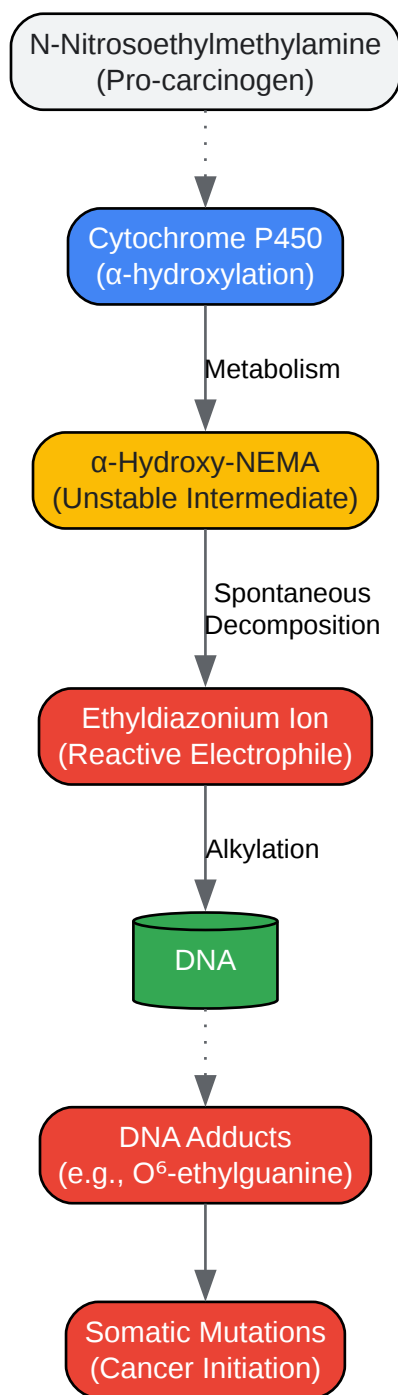 N-Nitrosoethylmethylamine
(Pro-carcinogen)
Cytochrome P450
(α-hydroxylation)
Metabolism
α-Hydroxy-NEMA
(Unstable Intermediate)
Spontaneous
Decomposition
Ethyldiazonium Ion
(Reactive Electrophile)
Alkylation
DNA
DNA Adducts
(e.g., O⁶-ethylguanine)
Somatic Mutations
(Cancer Initiation)